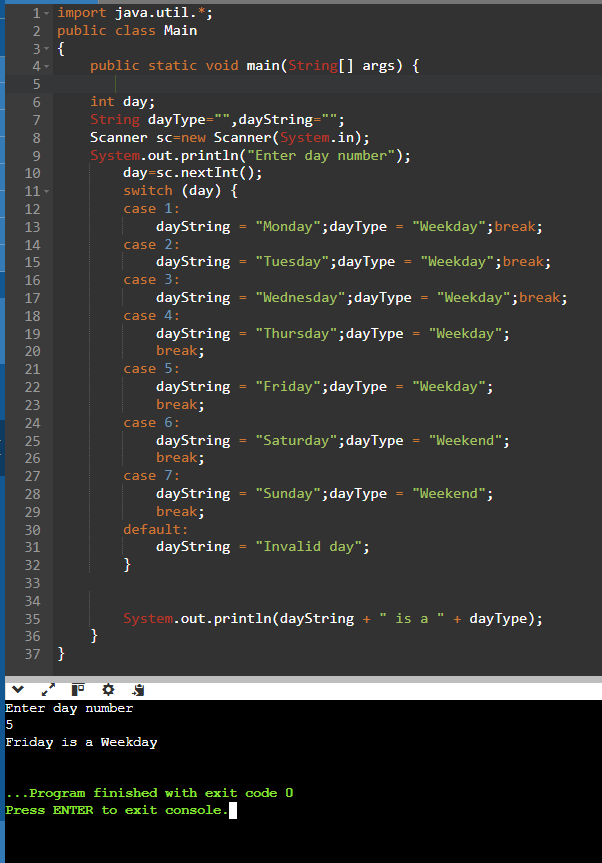 1 import java.util.*;
2 public class Main
3 {
4 public static void main(String[] args) {
5
6 int day;
7 String dayType="",dayString="";
8 Scanner sc=new Scanner(System.in);
9 System.out.println("Enter day number");
10 day=sc.nextInt();
11 switch (day) {
12 case 1:
13 dayString = "Monday";dayType = "Weekday";break;
14 case 2:
15 dayString = "Tuesday";dayType = "Weekday";break;
16 case 3:
17 dayString = "Wednesday";dayType = "Weekday";break;
18 case 4:
19 dayString = "Thursday";dayType = "Weekday";
20 break;
21 case 5:
22 dayString = "Friday";dayType = "Weekday";
23 break;
24 case 6:
25 dayString = "Saturday";dayType = "Weekend";
26 break;
27 case 7:
28 dayString = "Sunday";dayType = "Weekend";
29 break;
30 default:
31 dayString = "Invalid day";
32 }
33
34
35 System.out.println(dayString + " is a " + dayType);
36 }
37 }
Enter day number
5
Friday is a Weekday
...Program finished with exit code 0
Press ENTER to exit console.